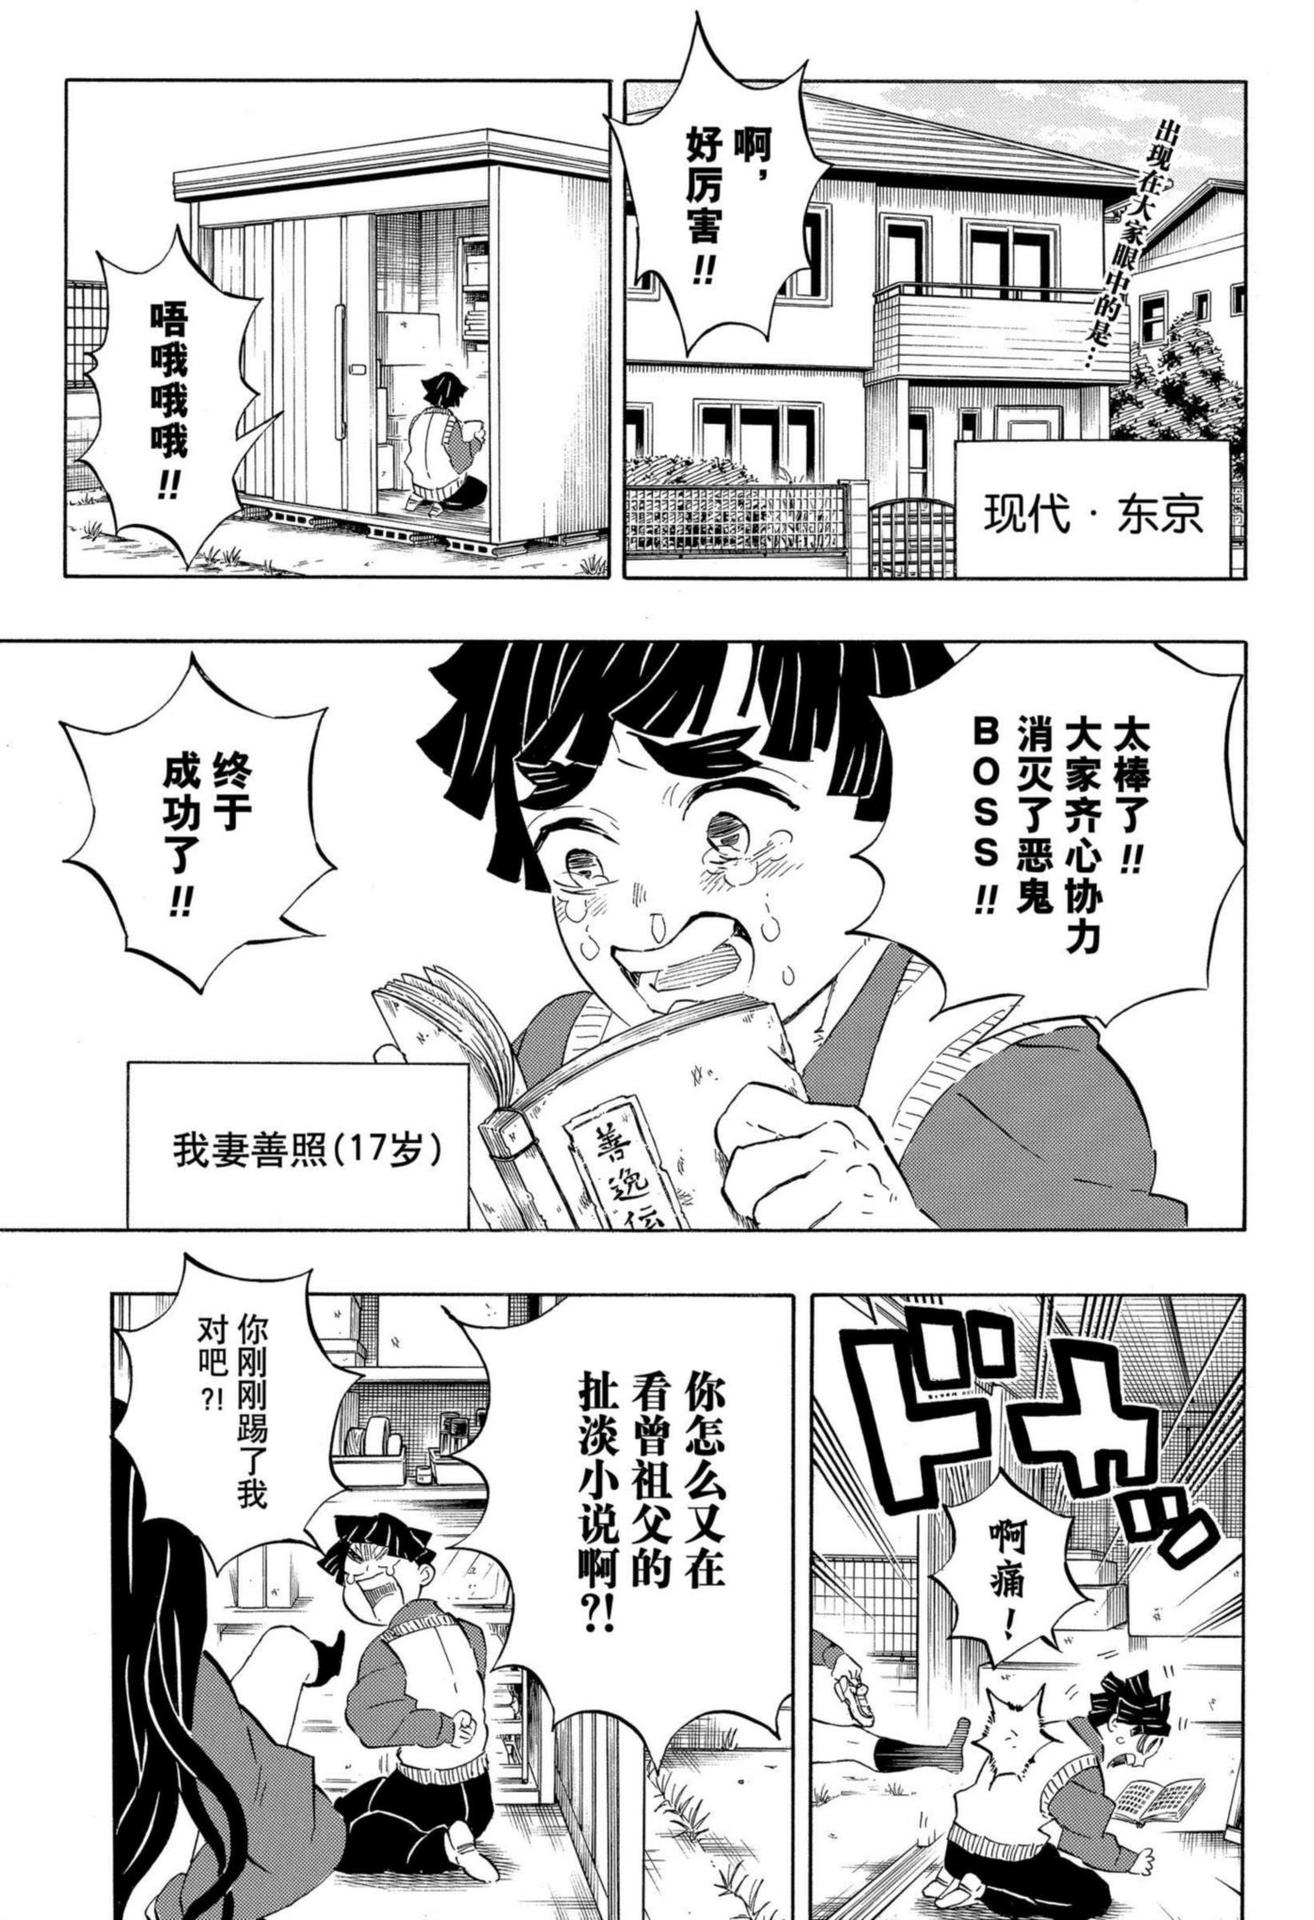 出现在大家眼中的是…
啊，
好厉害!!
现代·东京
唔哦哦哦!!
太棒了!!
大家齐心协力
消灭了恶鬼
BOSS!!
终于
成功了!!
善逸伝
我妻善照(17岁)
ドキッ
啊痛！
你怎么又在
看曾祖父的
扯淡小说啊?!
你刚刚踢了我
对吧?!